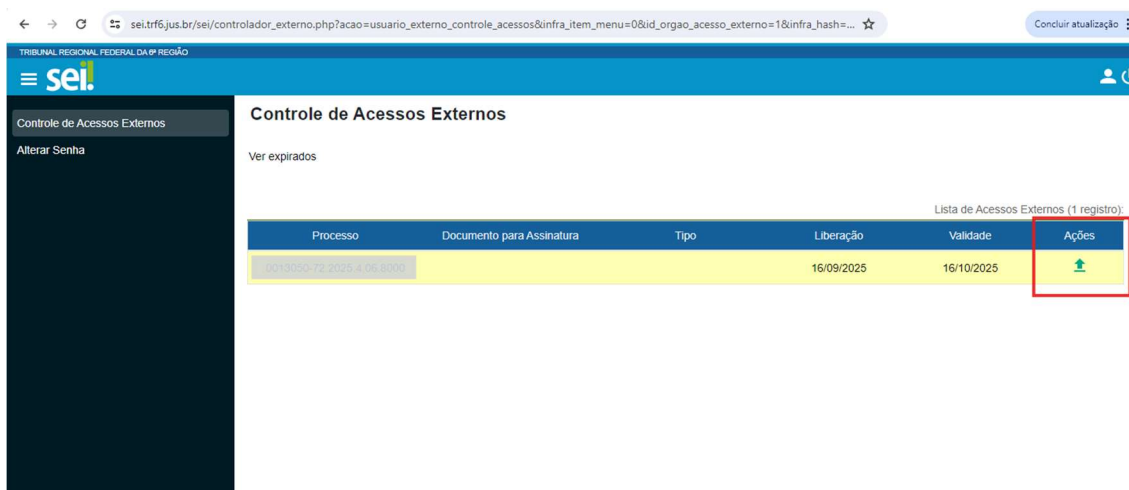 sei.trf6.jus.br/sei/controlador_externo.php?acao=usuario_externo_controle_acessos&infra_item_menu=0&id_orgao_acesso_externo=1&infra_hash=...
Concluir atualização
TRIBUNAL REGIONAL FEDERAL DA 6ª REGIÃO
sei!
Controle de Acessos Externos
Alterar Senha
Controle de Acessos Externos
Ver expirados
Lista de Acessos Externos (1 registro):
Processo Documento para Assinatura Tipo Liberação Validade Ações
16/09/2025 16/10/2025